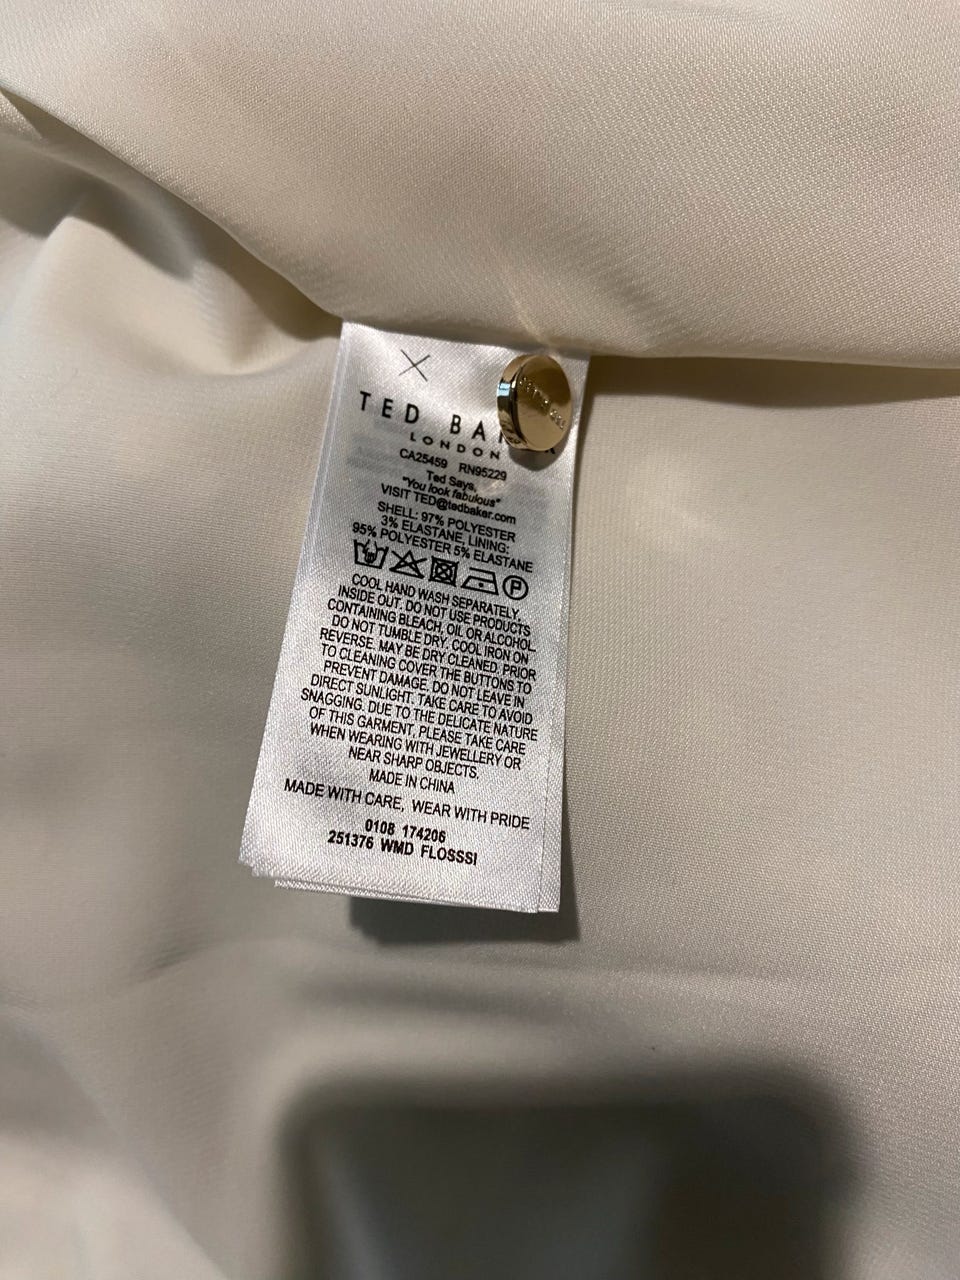 TED BA
LONDON
CA25459 RN95229
Ted Says,
"You look fabulous"
VISIT TED@tedbaker.com
SHELL: 97% POLYESTER
3% ELASTANE, LINING:
95% POLYESTER 5% ELASTANE
P
COOL HAND WASH SEPARATELY,
INSIDE OUT. DO NOT USE PRODUCTS
CONTAINING BLEACH, OIL OR ALCOHOL.
DO NOT TUMBLE DRY. COOL IRON ON
REVERSE. MAY BE DRY CLEANED. PRIOR
TO CLEANING COVER THE BUTTONS TO
PREVENT DAMAGE. DO NOT LEAVE IN
DIRECT SUNLIGHT. TAKE CARE TO AVOID
SNAGGING. DUE TO THE DELICATE NATURE
OF THIS GARMENT, PLEASE TAKE CARE
WHEN WEARING WITH JEWELLERY OR
NEAR SHARP OBJECTS.
MADE IN CHINA
MADE WITH CARE, WEAR WITH PRIDE
0108 174206
251376 WMD FLOSSSI